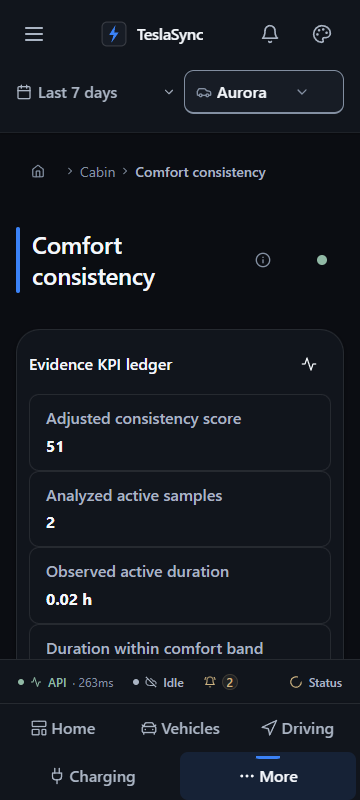 TeslaSync
Last 7 days
Aurora
Cabin
Comfort consistency
Comfort
consistency
Evidence KPI ledger
Adjusted consistency score
51
Analyzed active samples
2
Observed active duration
0.02 h
Duration within comfort band
API · 263ms
Idle
2
Status
Home
Vehicles
Driving
Charging
More